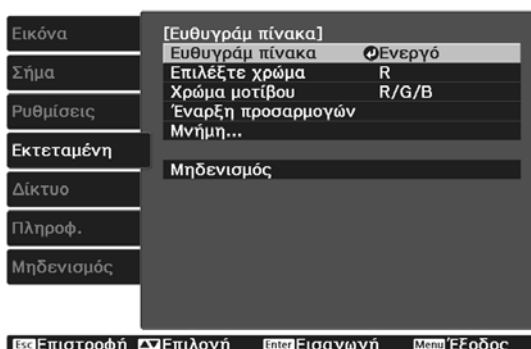 Εικόνα
Σήμα
Ρυθμίσεις
Εκτεταμένη
Δίκτυο
Πληροφ.
Μηδενισμός
[Ευθυγράμ πίνακα]
Ευθυγράμ πίνακα Ενεργό
Επιλέξτε χρώμα R
Χρώμα μοτίβου R/G/B
Έναρξη προσαρμογών
Μνήμη...
Μηδενισμός
Esc Επιστροφή Επιλογή Enter Εισαγωγή Menu Έξοδος